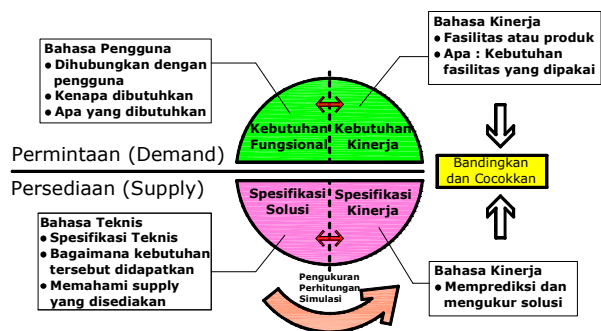 Bahasa Pengguna
● Dihubungkan dengan
pengguna
● Kenapa dibutuhkan
● Apa yang dibutuhkan
Bahasa Kinerja
● Fasilitas atau produk
● Apa : Kebutuhan
fasilitas yang dipakai
Kebutuhan
Fungsional
Kebutuhan
Kinerja
Permintaan (Demand)
Persediaan (Supply)
Bandingkan
dan Cocokkan
Spesifikasi
Solusi
Spesifikasi
Kinerja
Bahasa Teknis
● Spesifikasi Teknis
● Bagaimana kebutuhan
tersebut didapatkan
● Memahami supply
yang disediakan
Pengukuran
Perhitungan
Simulasi
Bahasa Kinerja
● Memprediksi dan
mengukur solusi